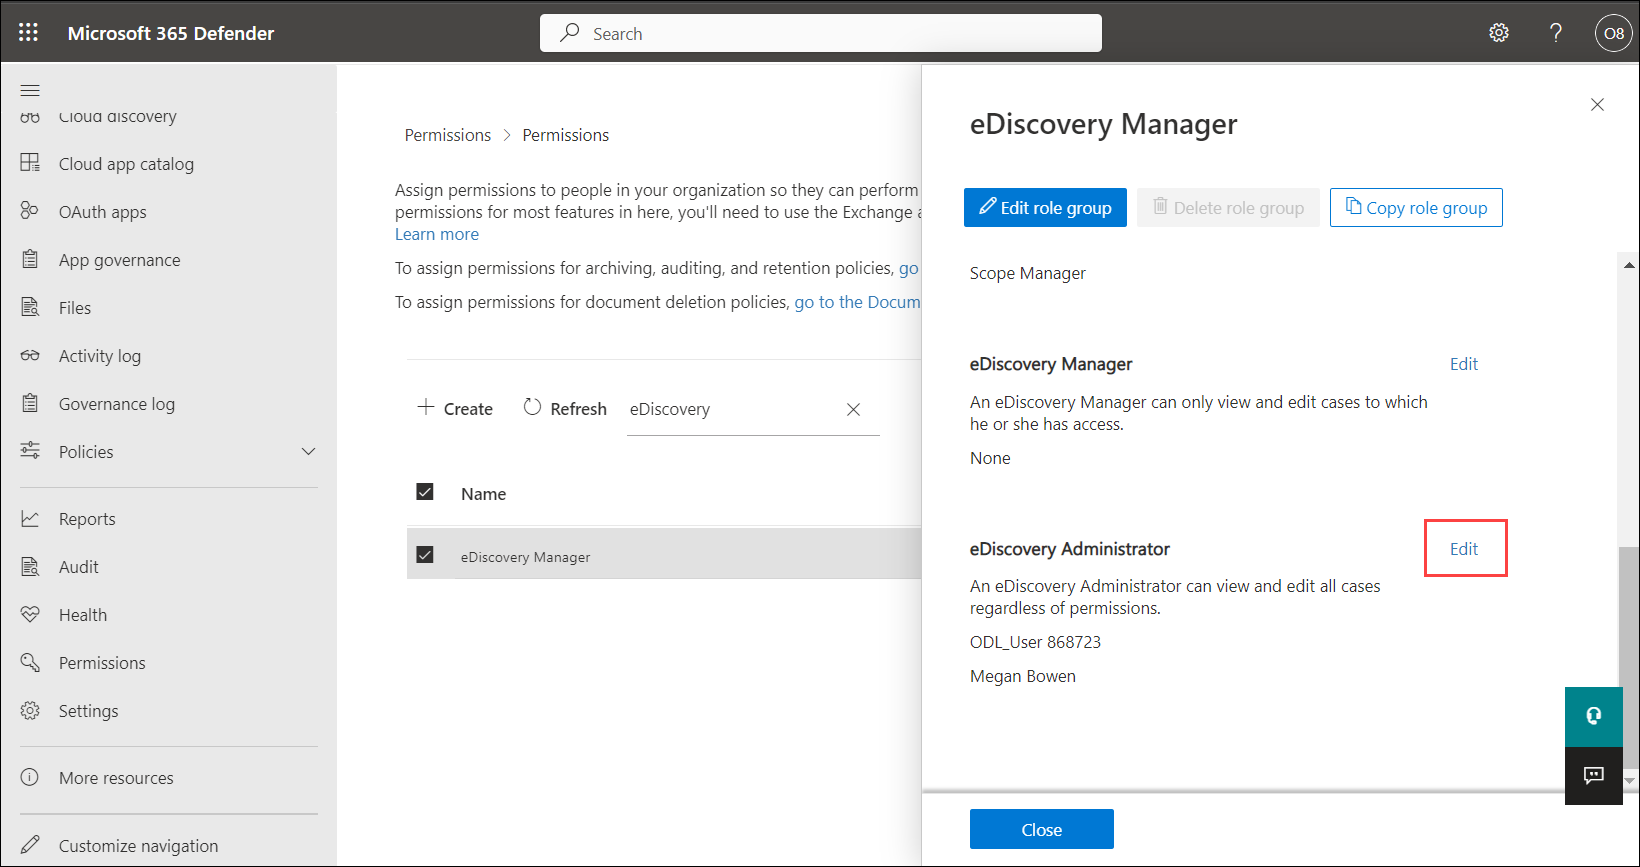 Microsoft 365 Defender
Search
?
O8
Cloud discovery
Cloud app catalog
OAuth apps
App governance
Files
Activity log
Governance log
Policies
Reports
Audit
Health
Permissions
Settings
More resources
Customize navigation
Permissions > Permissions
Assign permissions to people in your organization so they can perform
permissions for most features in here, you'll need to use the Exchange a
Learn more
To assign permissions for archiving, auditing, and retention policies, go
To assign permissions for document deletion policies, go to the Docum
Create Refresh eDiscovery
Name
eDiscovery Manager
eDiscovery Manager
Edit role group Delete role group Copy role group
Scope Manager
eDiscovery Manager Edit
An eDiscovery Manager can only view and edit cases to which
he or she has access.
None
eDiscovery Administrator Edit
An eDiscovery Administrator can view and edit all cases
regardless of permissions.
ODL_User 868723
Megan Bowen
Close